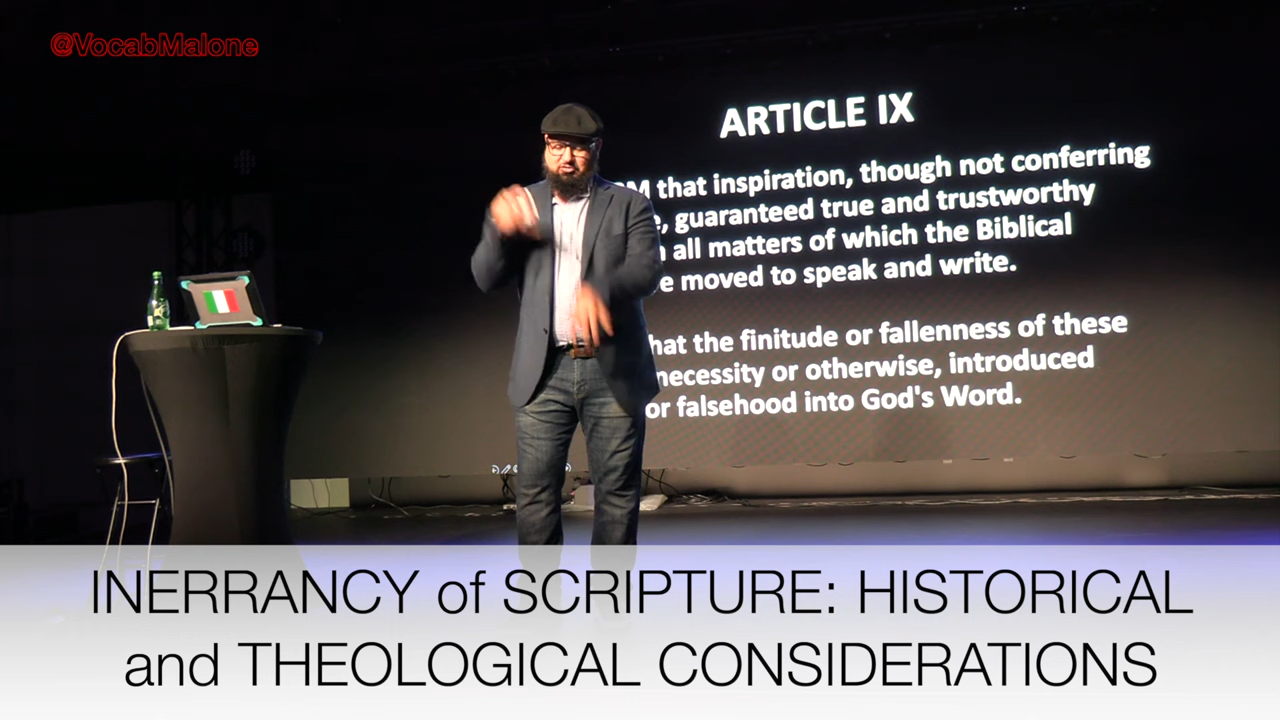 @VocabMalone
ARTICLE IX
that inspiration, though not conferring
guaranteed true and trustworthy
all matters of which the Biblical
moved to speak and write.
that the finitude or fallenness of these
necessity or otherwise, introduced
or falsehood into God's Word.
INERRANCY of SCRIPTURE: HISTORICAL
and THEOLOGICAL CONSIDERATIONS